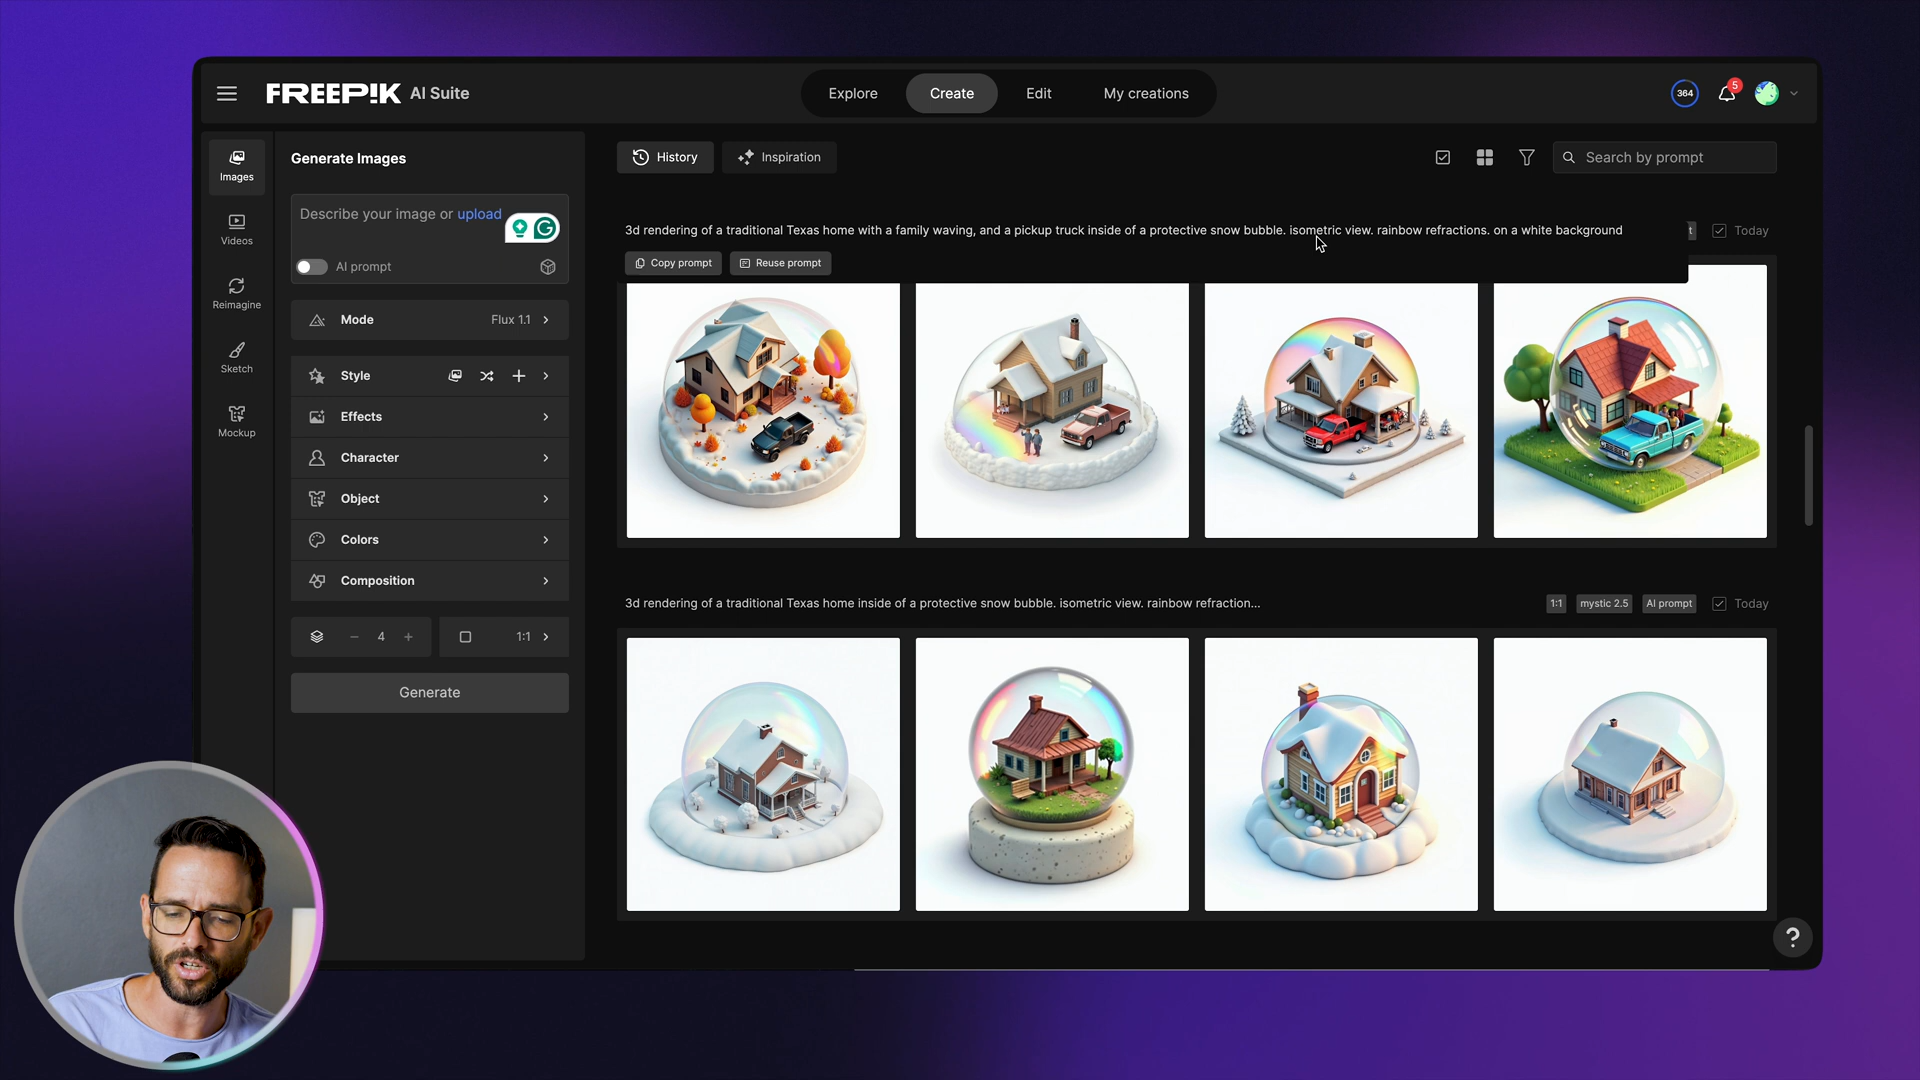 FREEP!K AI Suite
Explore
Create
Edit
My creations
364
5
Images
Videos
Reimagine
Sketch
Mockup
Generate Images
Describe your image or upload
AI prompt
Mode
Flux 1.1
Style
Effects
Character
Object
Colors
Composition
4
1:1
Generate
History
Inspiration
Search by prompt
3d rendering of a traditional Texas home with a family waving, and a pickup truck inside of a protective snow bubble. isometric view. rainbow refractions. on a white background
t
Today
Copy prompt
Reuse prompt
3d rendering of a traditional Texas home inside of a protective snow bubble. isometric view. rainbow refraction...
1:1
mystic 2.5
AI prompt
Today
?